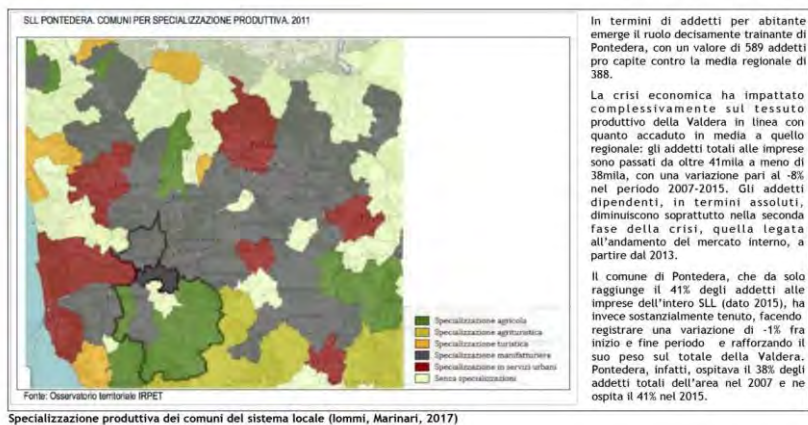 SLL PONTEDERA. COMUNI PER SPECIALIZZAZIONE PRODUTTIVA. 2011
Specializzazione agricola
Specializzazione agrituristica
Specializzazione turistica
Specializzazione manifatturiera
Specializzazione in servizi urbani
Senza specializzazioni
Fonte: Osservatorio territoriale IRPET
In termini di addetti per abitante
emerge il ruolo decisamente trainante di
Pontedera, con un valore di 589 addetti
pro capite contro la media regionale di
388.
La crisi economica ha impattato
complessivamente sul tessuto
produttivo della Valdera in linea con
quanto accaduto in media a quello
regionale: gli addetti totali alle imprese
sono passati da oltre 41mila a meno di
38mila, con una variazione pari al -8%
nel periodo 2007-2015. Gli addetti
dipendenti, in termini assoluti,
diminuiscono soprattutto nella seconda
fase della crisi, quella legata
all'andamento del mercato interno, a
partire dal 2013.
Il comune di Pontedera, che da solo
raggiunge il 41% degli addetti alle
imprese dell'intero SLL (dato 2015), ha
invece sostanzialmente tenuto, facendo
registrare una variazione di -1% fra
inizio e fine periodo e rafforzando il
suo peso sul totale della Valdera.
Pontedera, infatti, ospitava il 38% degli
addetti totali dell'area nel 2007 e ne
ospita il 41% nel 2015.
Specializzazione produttiva dei comuni del sistema locale (Iommi, Marinari, 2017)